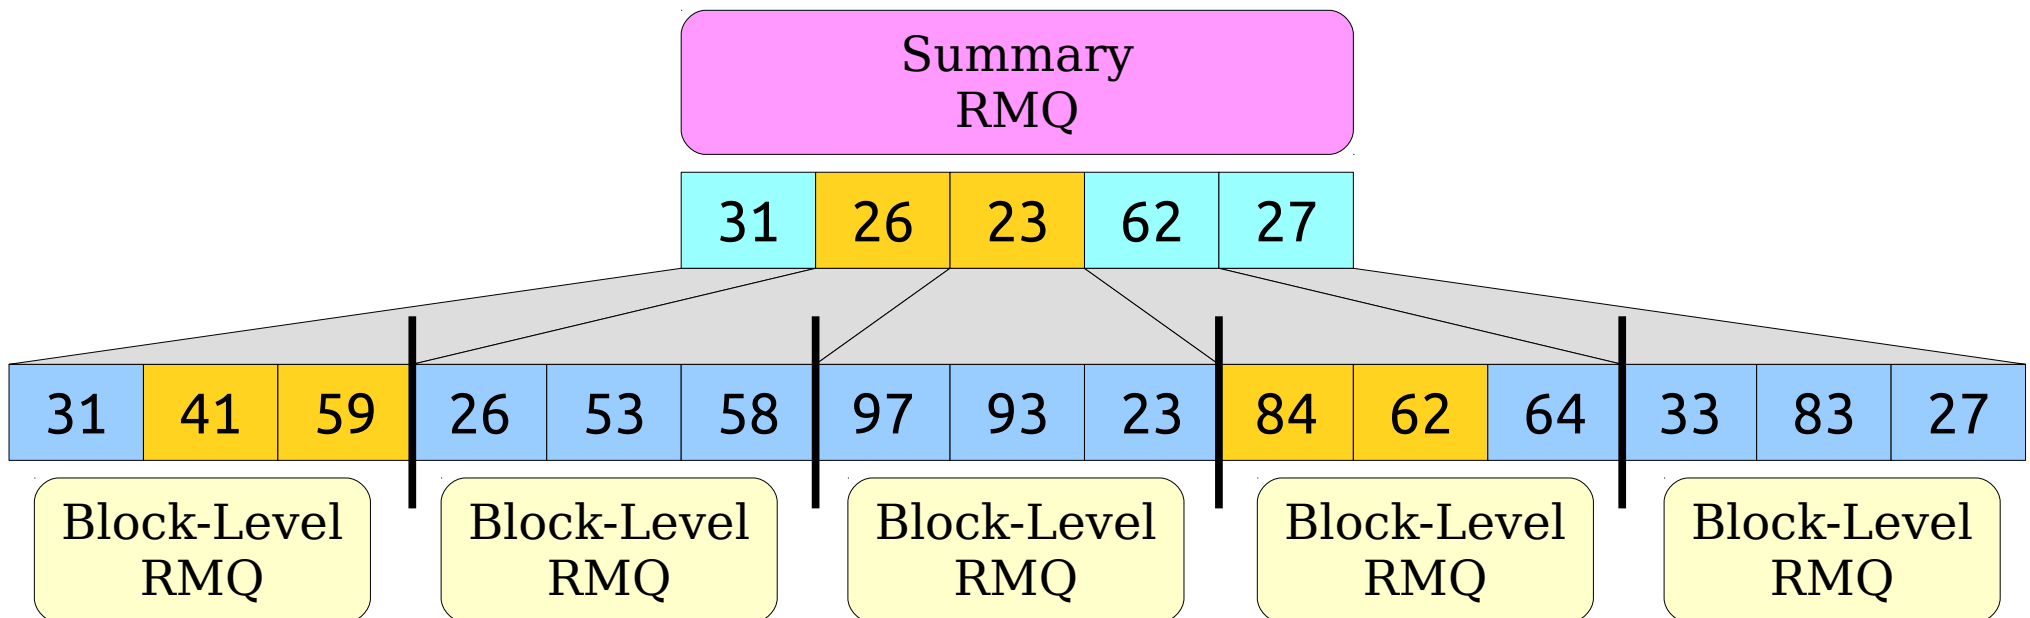 Summary
RMQ
31 26 23 62 27
31 41 59 26 53 58 97 93 23 84 62 64 33 83 27
Block-Level Block-Level Block-Level Block-Level Block-Level
RMQ RMQ RMQ RMQ RMQ